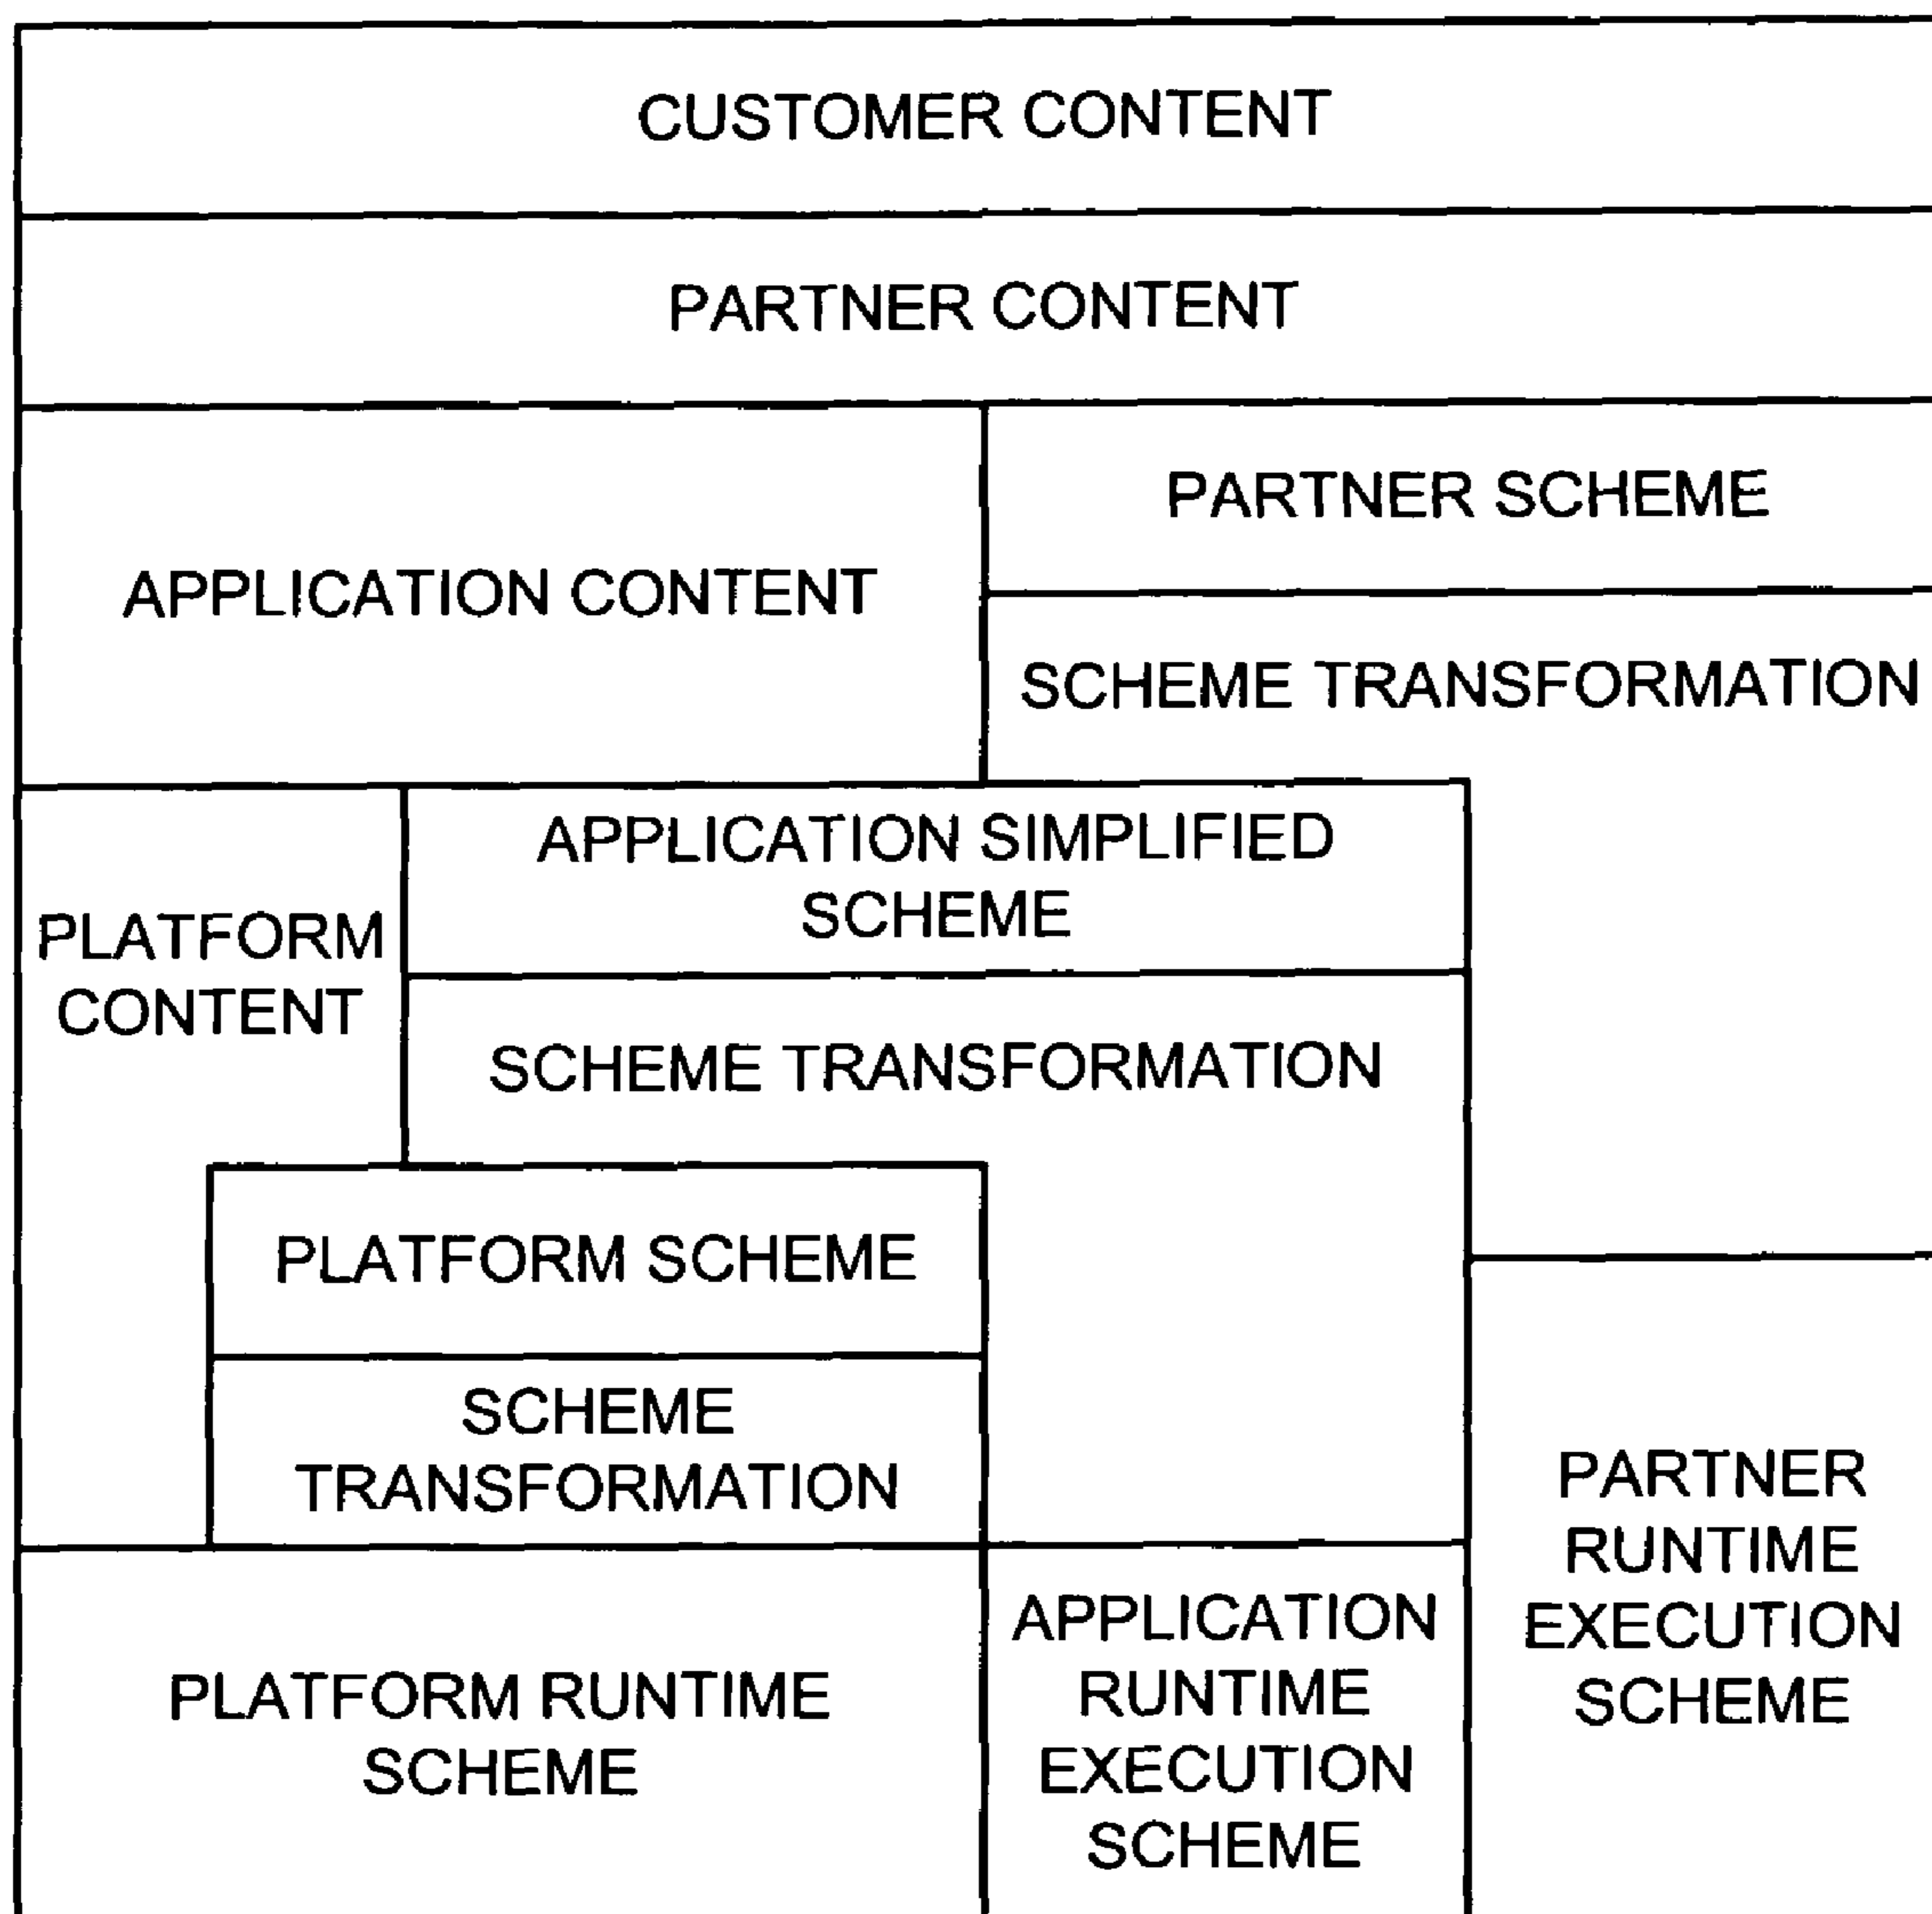 CUSTOMER CONTENT
PARTNER CONTENT
APPLICATION CONTENT
PARTNER SCHEME
SCHEME TRANSFORMATION
PLATFORM
CONTENT
APPLICATION SIMPLIFIED
SCHEME
SCHEME TRANSFORMATION
PLATFORM SCHEME
SCHEME
TRANSFORMATION
PLATFORM RUNTIME
SCHEME
APPLICATION
RUNTIME
EXECUTION
SCHEME
PARTNER
RUNTIME
EXECUTION
SCHEME